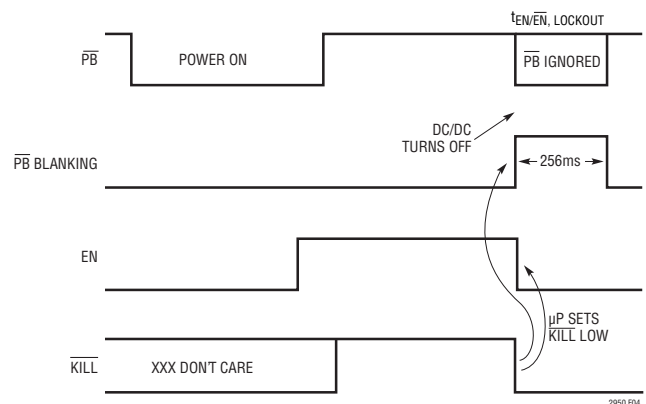 tEN/EN, LOCKOUT
PB
POWER ON
PB IGNORED
DC/DC
TURNS OFF
PB BLANKING
256ms
EN
µP SETS
KILL LOW
KILL
XXX DON'T CARE
2950 F04